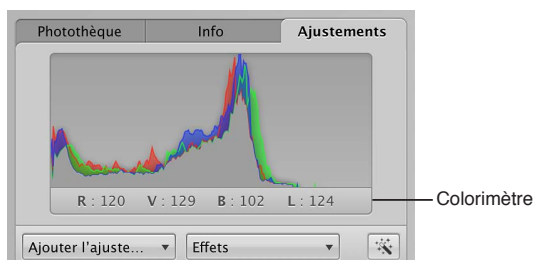 Photothèque Info Ajustements
R : 120 V : 129 B : 102 L : 124
Colorimètre
Ajouter l'ajuste... Effets